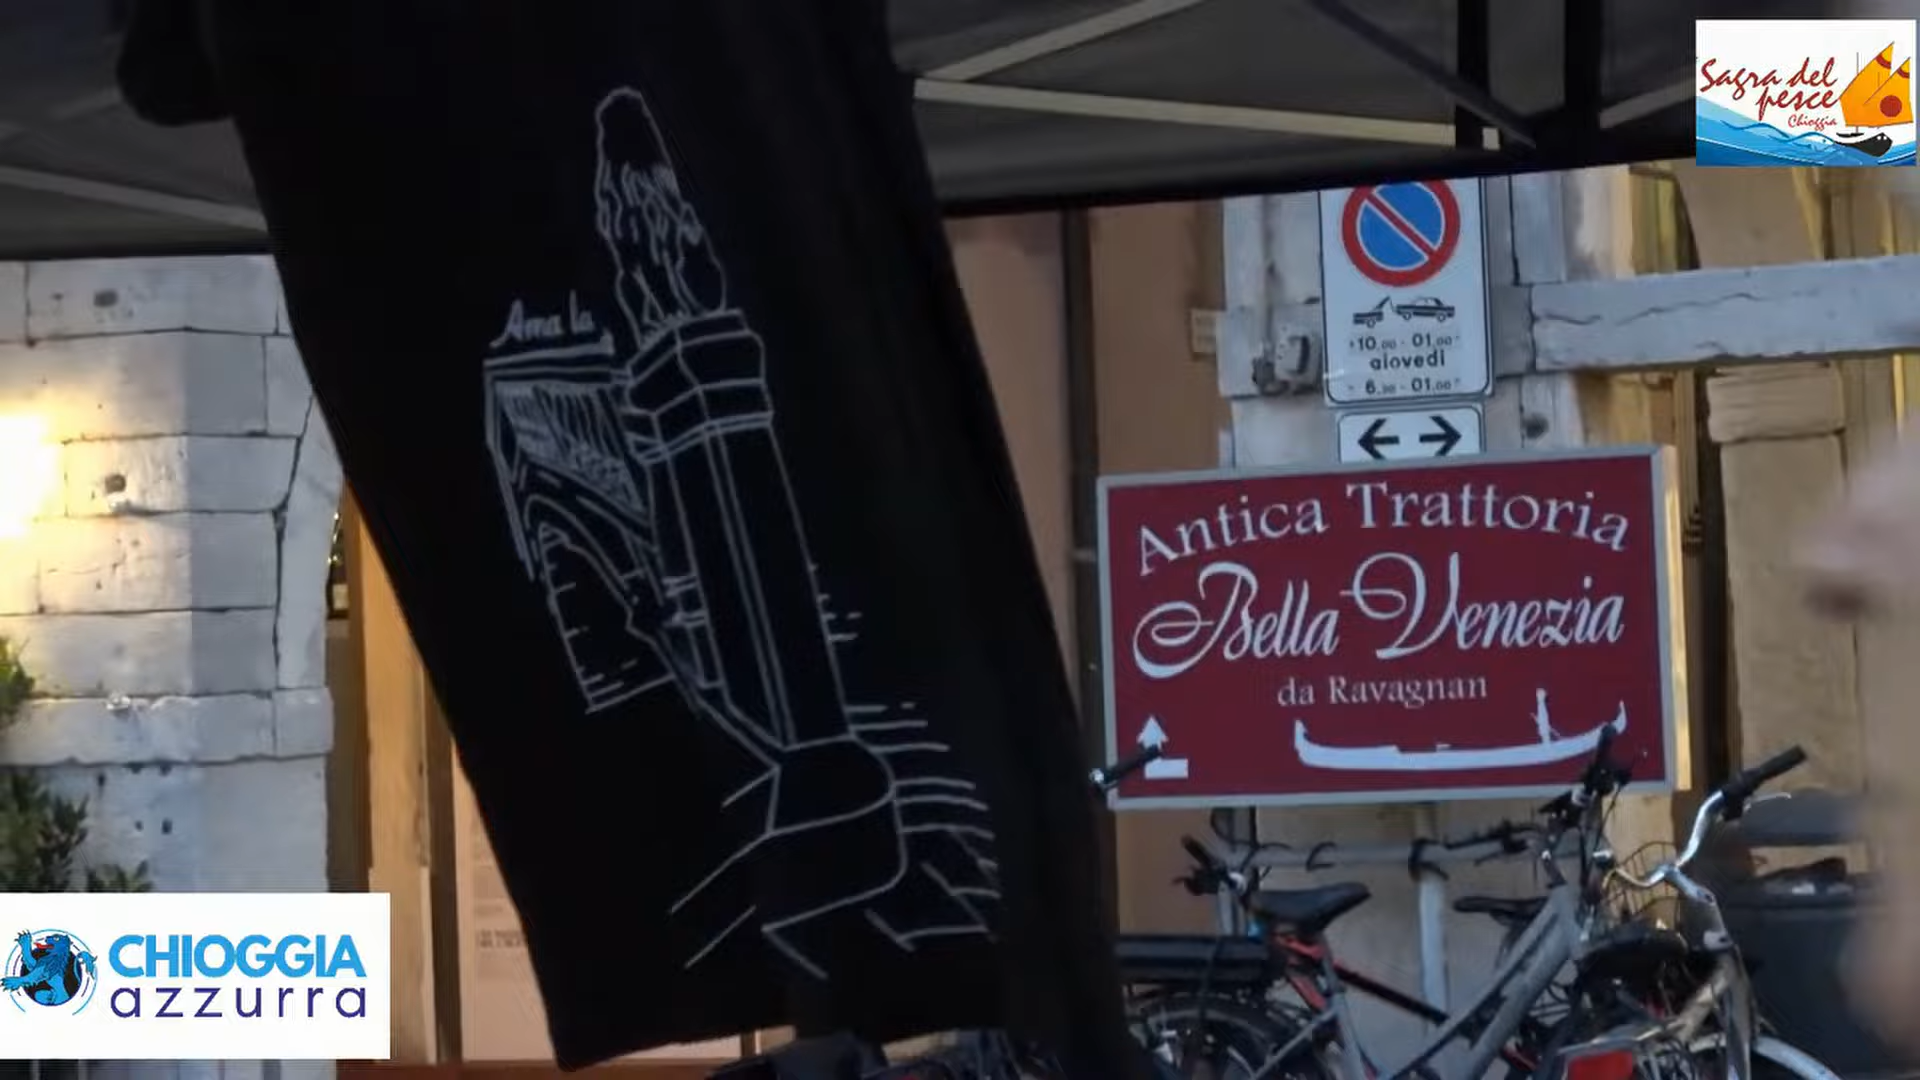 Sagra del
pesce
Chioggia
Ama la
10.00 - 01.00
giovedì
6.30 - 01.00
Antica Trattoria
Bella Venezia
da Ravagnan
CHIOGGIA
azzurra